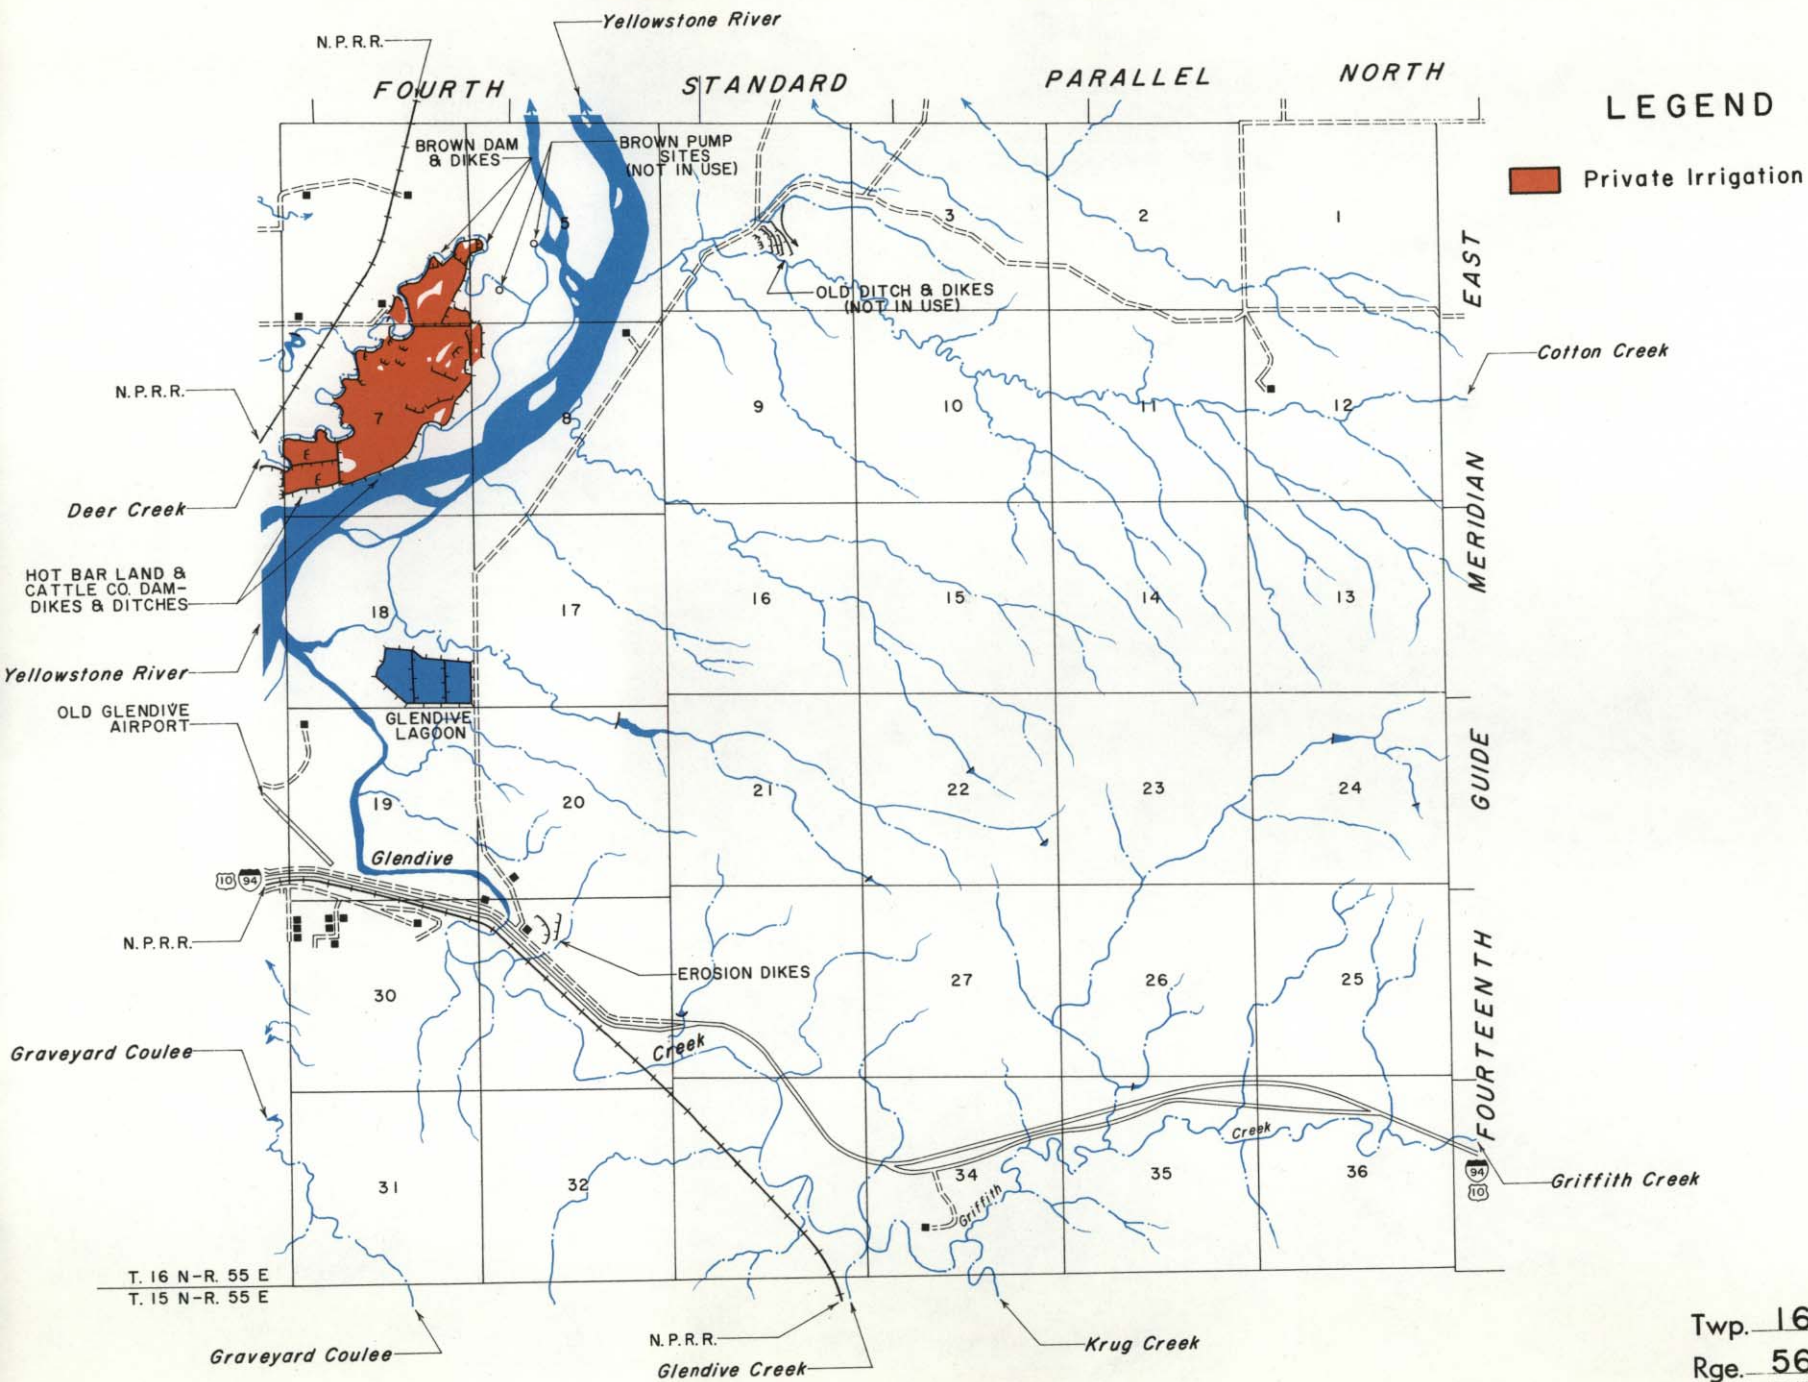 Yellowstone River
N.P.R.R.
FOURTH STANDARD PARALLEL NORTH
LEGEND
Private Irrigation
BROWN DAM
& DIKES
BROWN PUMP
SITES
(NOT IN USE)
5
3
2
1
EAST
OLD DITCH & DIKES
(NOT IN USE)
Cotton Creek
N.P.R.R.
7
8
9
10
11
12
E
E
E
E
MERIDIAN
Deer Creek
HOT BAR LAND &
CATTLE CO. DAM-
DIKES & DITCHES
18
17
16
15
14
13
Yellowstone River
OLD GLENDIVE
AIRPORT
GLENDIVE
LAGOON
GUIDE
19
20
21
22
23
24
Glendive
10 94
N.P.R.R.
EROSION DIKES
30
27
26
25
FOURTEENTH
Graveyard Coulee
Creek
Creek
31
32
34
35
36
Griffith
94
10
Griffith Creek
T. 16 N-R. 55 E
T. 15 N-R. 55 E
Graveyard Coulee
N.P.R.R.
Glendive Creek
Krug Creek
Twp. 16
Rge. 56